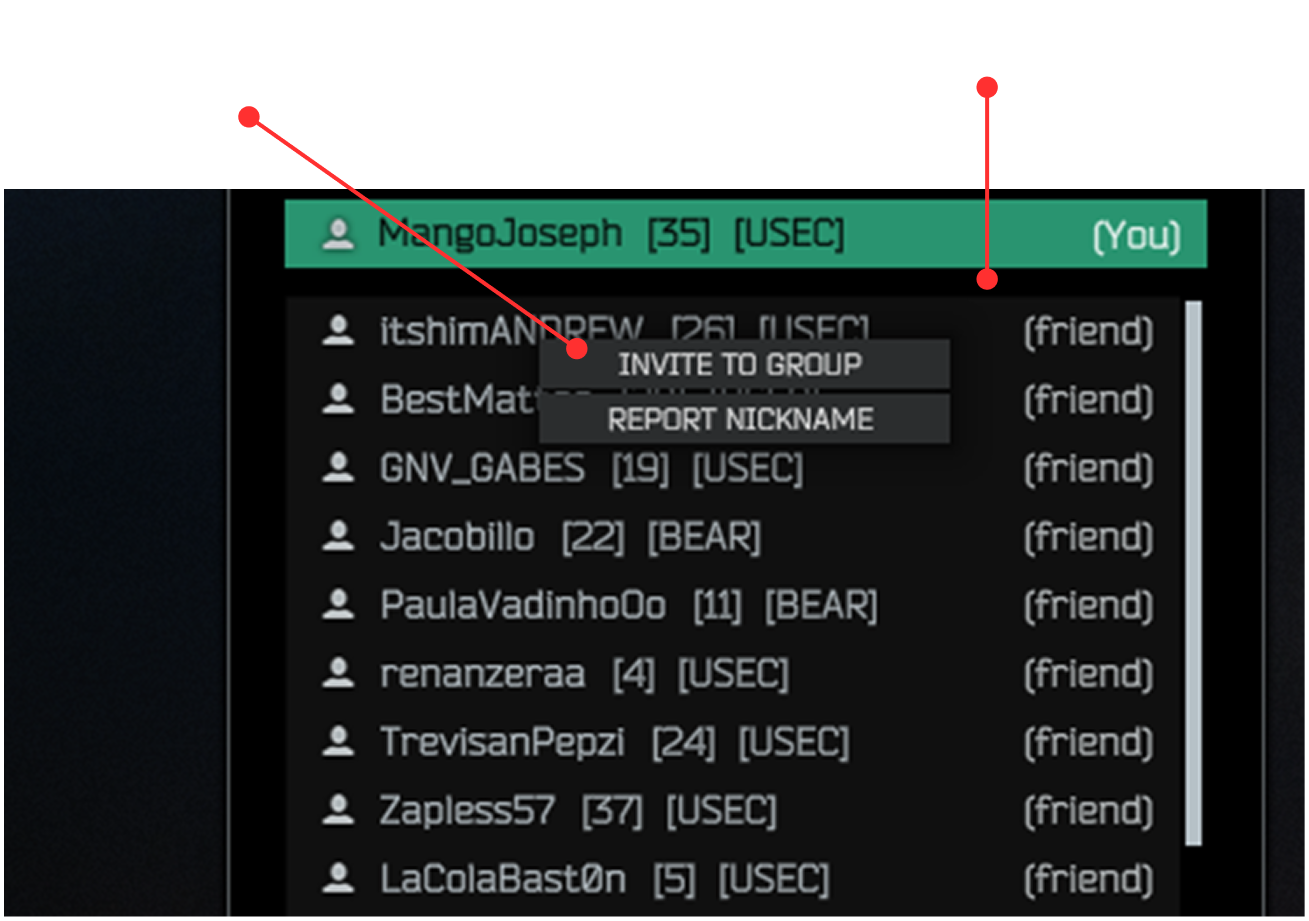 MangoJoseph [35] [USEC] (You)
itshimANDREW [26] [USEC] (friend)
INVITE TO GROUP
BestMat (friend)
REPORT NICKNAME
GNV_GABES [19] [USEC] (friend)
Jacobillo [22] [BEAR] (friend)
PaulaVadinhoOo [11] [BEAR] (friend)
renanzeraa [4] [USEC] (friend)
TrevisanPepzi [24] [USEC] (friend)
Zapless57 [37] [USEC] (friend)
LaColaBast0n [5] [USEC] (friend)